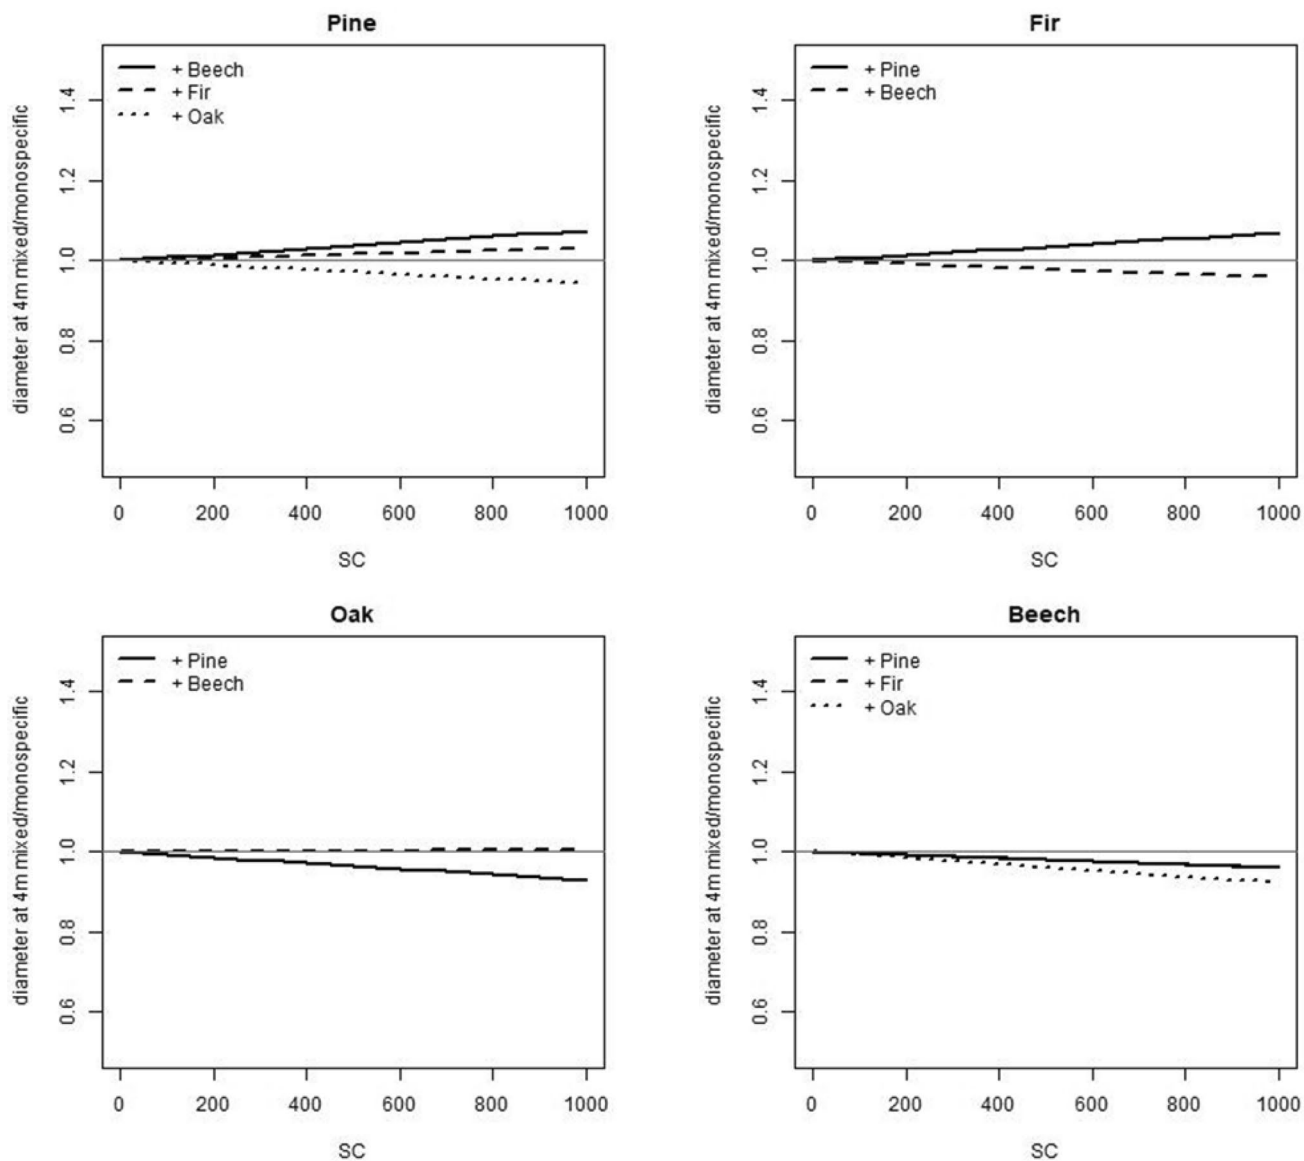 Pine
+ Beech
+ Fir
+ Oak
diameter at 4m mixed/monospecific
1.4
1.2
1.0
0.8
0.6
0 200 400 600 800 1000
SC
Fir
+ Pine
+ Beech
diameter at 4m mixed/monospecific
1.4
1.2
1.0
0.8
0.6
0 200 400 600 800 1000
SC
Oak
+ Pine
+ Beech
diameter at 4m mixed/monospecific
1.4
1.2
1.0
0.8
0.6
0 200 400 600 800 1000
SC
Beech
+ Pine
+ Fir
+ Oak
diameter at 4m mixed/monospecific
1.4
1.2
1.0
0.8
0.6
0 200 400 600 800 1000
SC